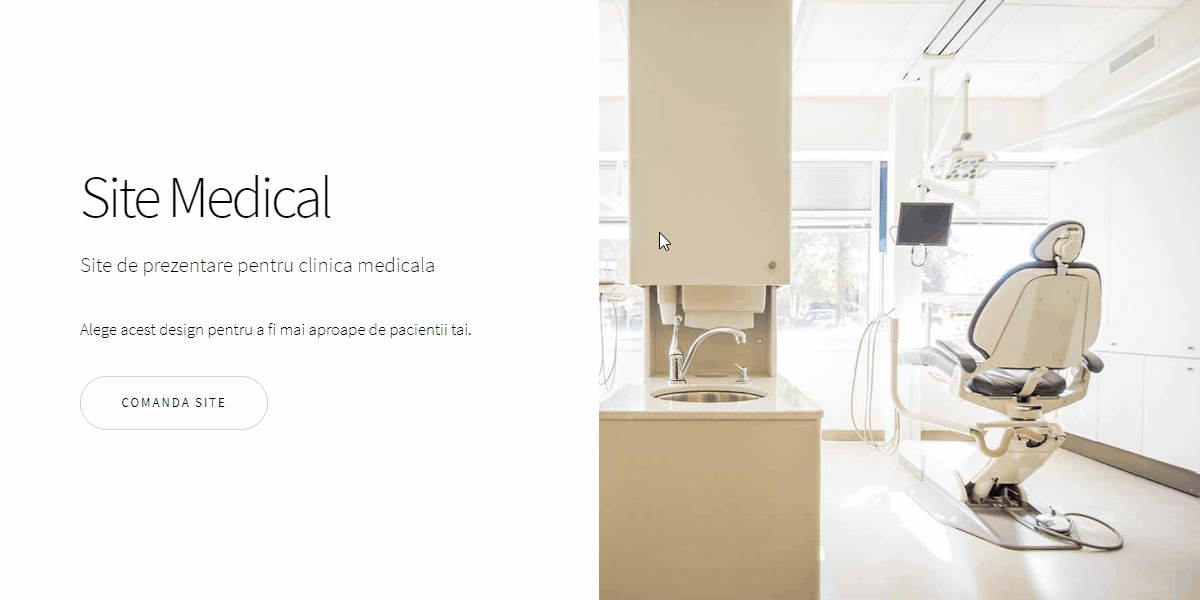 Site Medical
Site de prezentare pentru clinica medicala
Alege acest design pentru a fi mai aproape de pacientii tai.
COMANDA SITE